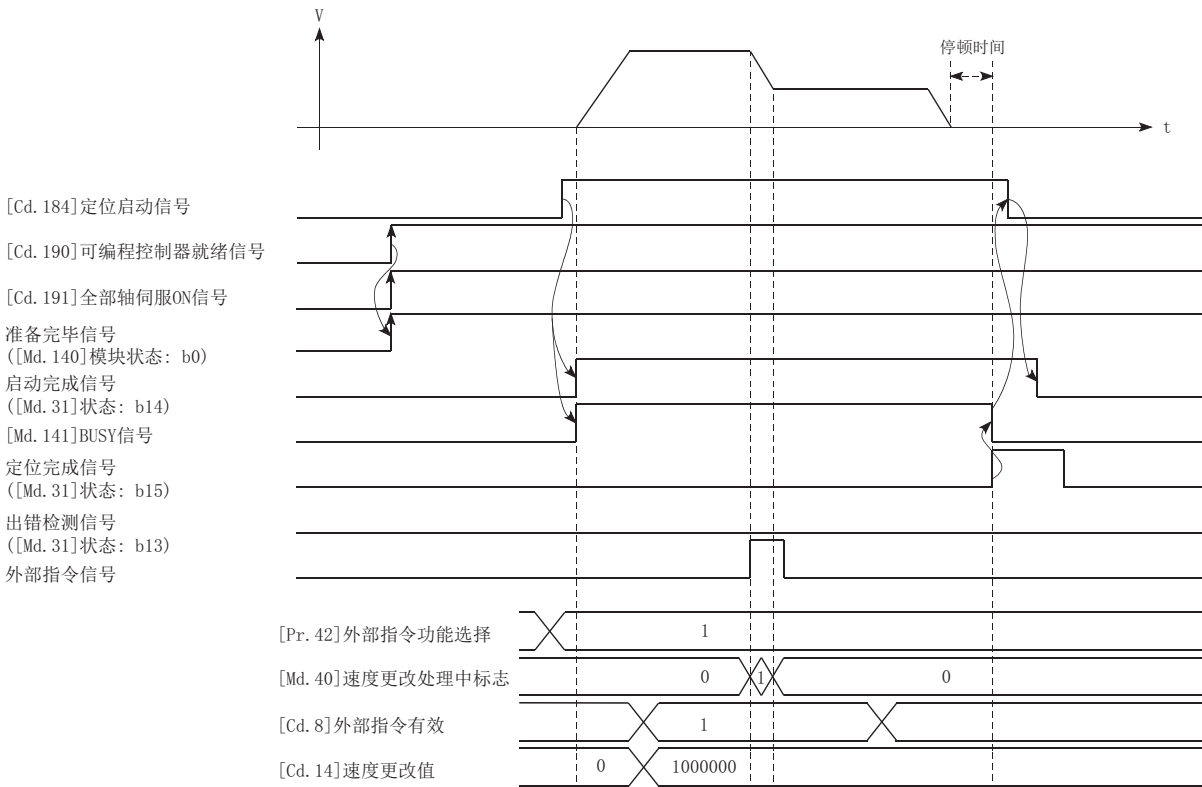 V
停顿时间
t
[Cd.184]定位启动信号
[Cd.190]可编程控制器就绪信号
[Cd.191]全部轴伺服ON信号
准备完毕信号
([Md.140]模块状态: b0)
启动完成信号
([Md.31]状态: b14)
[Md.141]BUSY信号
定位完成信号
([Md.31]状态: b15)
出错检测信号
([Md.31]状态: b13)
外部指令信号
[Pr.42]外部指令功能选择 1
[Md.40]速度更改处理中标志 0 1 0
[Cd.8]外部指令有效 1
[Cd.14]速度更改值 0 1000000